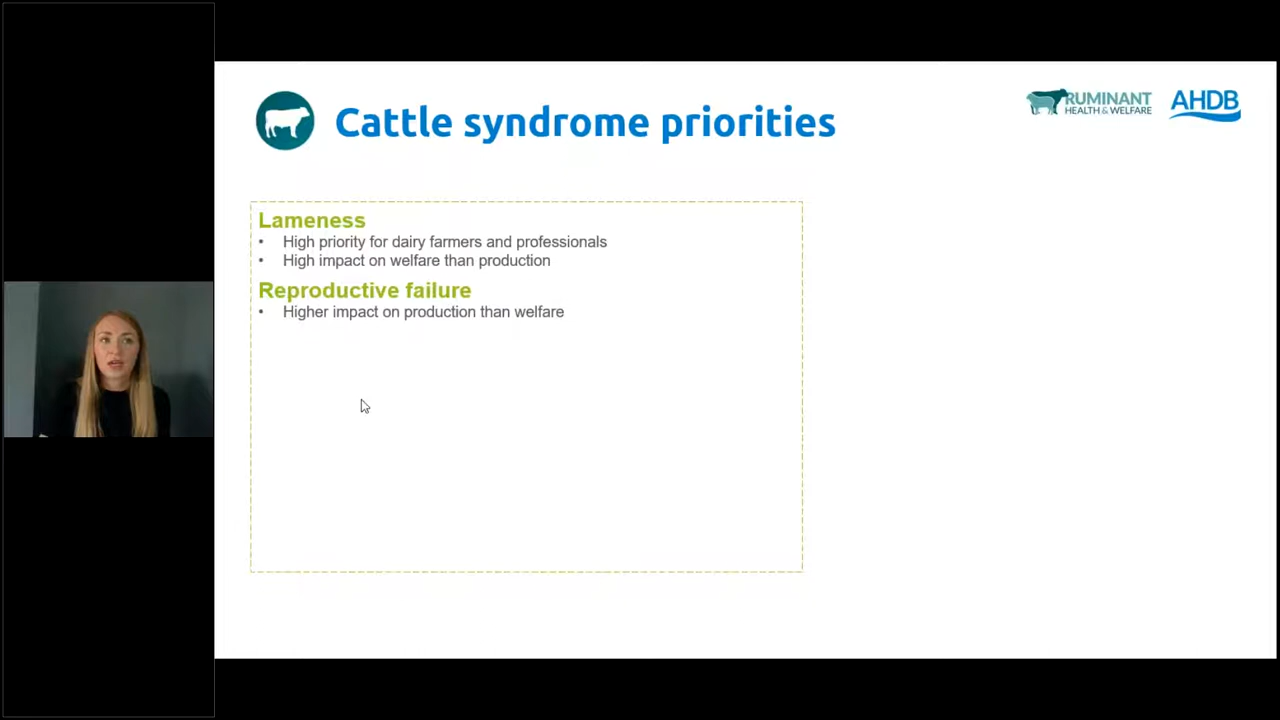 Cattle syndrome priorities
RUMINANT
HEALTH & WELFARE
AHDB
Lameness
• High priority for dairy farmers and professionals
• High impact on welfare than production
Reproductive failure
• Higher impact on production than welfare